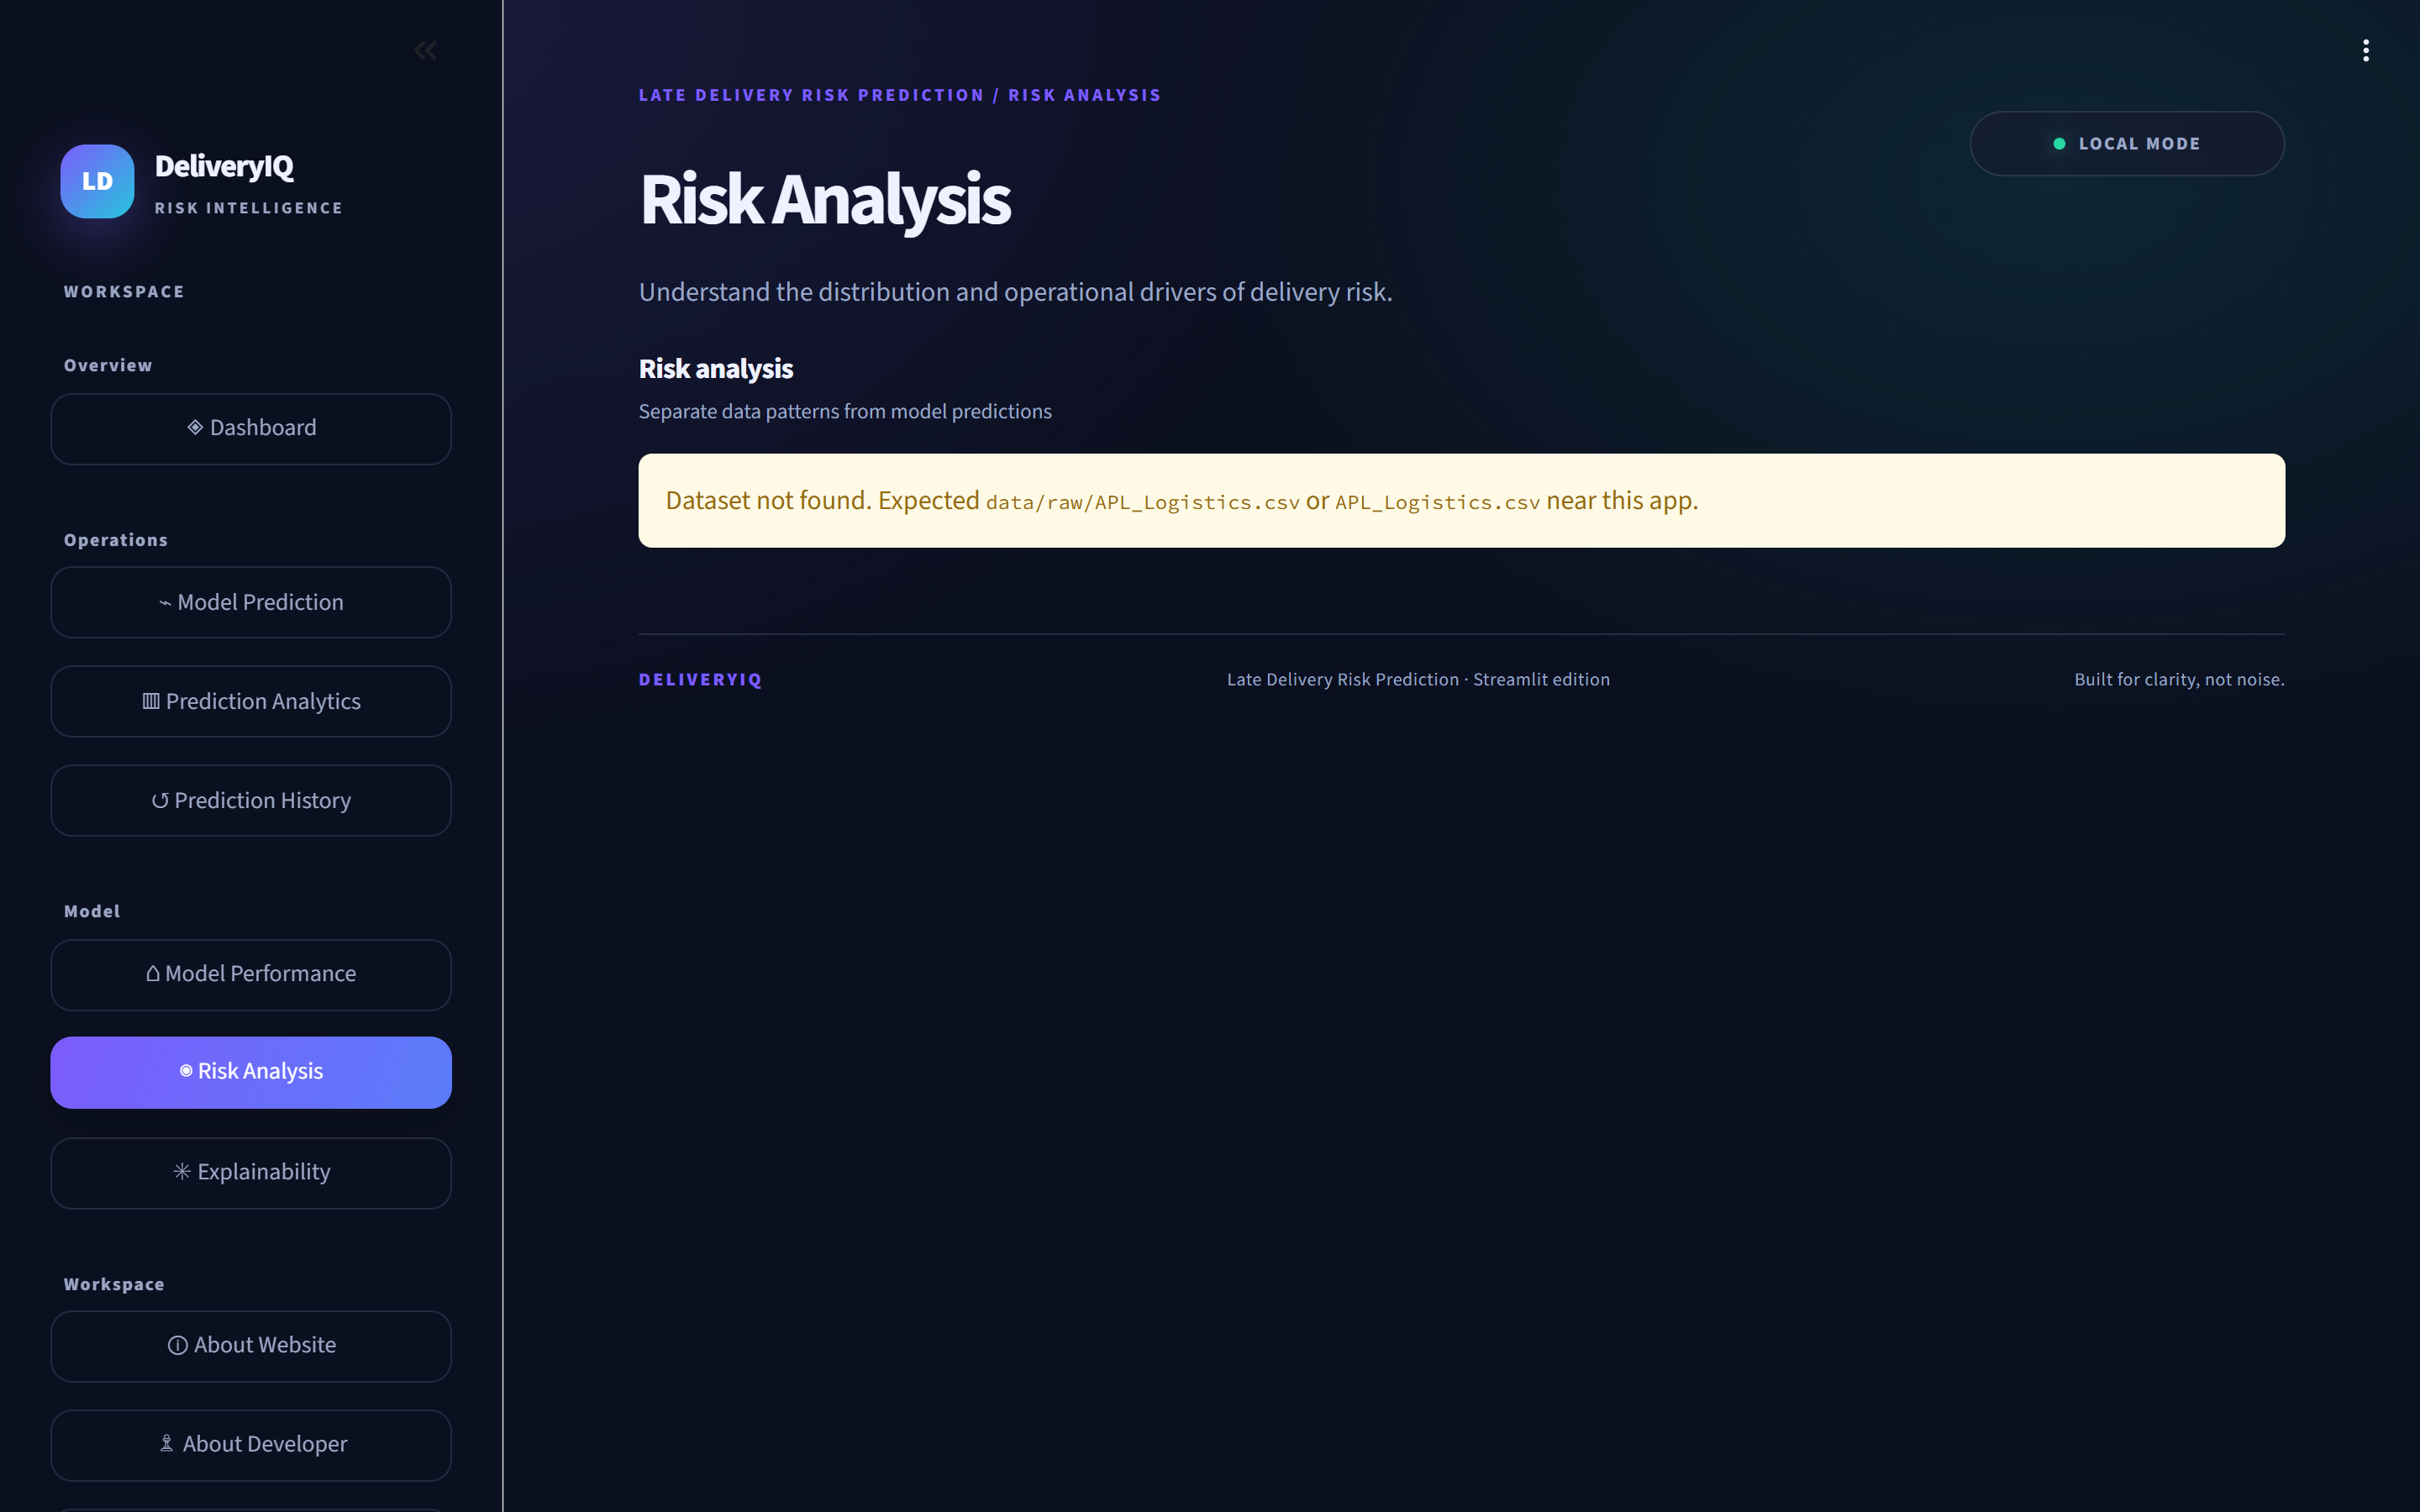 LD
DeliveryIQ
RISK INTELLIGENCE
WORKSPACE
Overview
Dashboard
Operations
Model Prediction
Prediction Analytics
Prediction History
Model
Model Performance
Risk Analysis
Explainability
Workspace
About Website
About Developer
LATE DELIVERY RISK PREDICTION / RISK ANALYSIS
LOCAL MODE
Risk Analysis
Understand the distribution and operational drivers of delivery risk.
Risk analysis
Separate data patterns from model predictions
Dataset not found. Expected data/raw/APL_Logistics.csv or APL_Logistics.csv near this app.
DELIVERYIQ
Late Delivery Risk Prediction · Streamlit edition
Built for clarity, not noise.